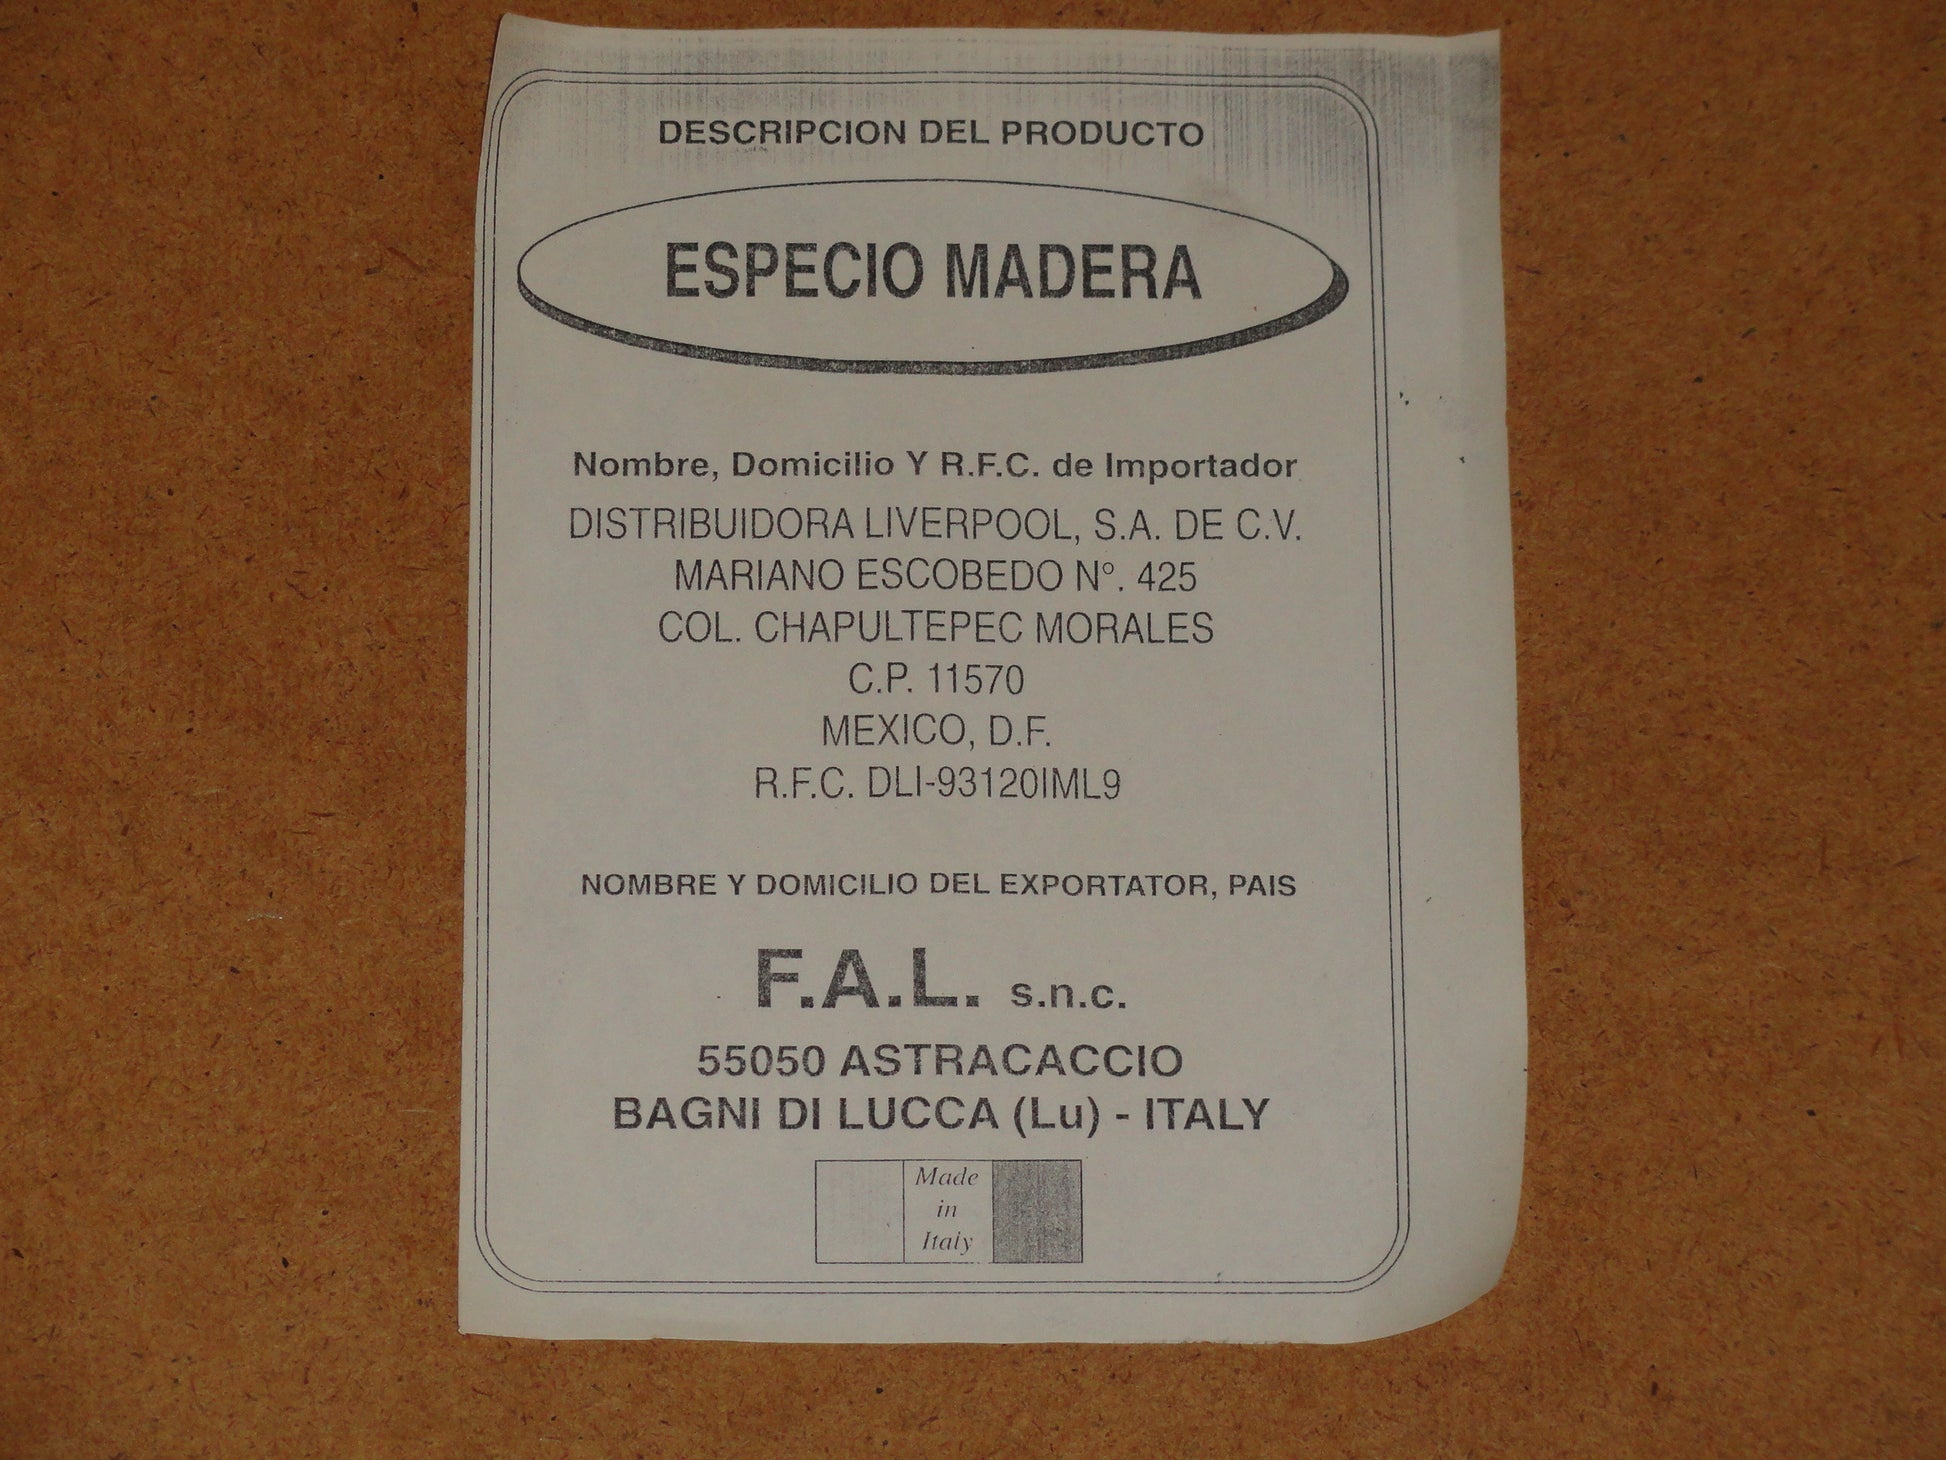 DESCRIPCION DEL PRODUCTO
ESPECIO MADERA
Nombre, Domicilio Y R.F.C. de Importador
DISTRIBUIDORA LIVERPOOL, S.A. DE C.V.
MARIANO ESCOBEDO Nº. 425
COL. CHAPULTEPEC MORALES
C.P. 11570
MEXICO, D.F.
R.F.C. DLI-93120IML9
NOMBRE Y DOMICILIO DEL EXPORTATOR, PAIS
F.A.L. s.n.c.
55050 ASTRACACCIO
BAGNI DI LUCCA (Lu) - ITALY
Made
in
Italy